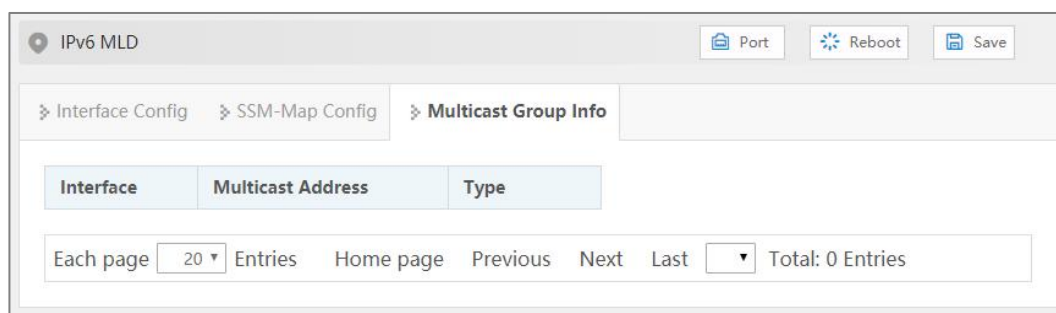 IPv6 MLD Port Reboot Save
Interface Config SSM-Map Config Multicast Group Info
Interface Multicast Address Type
Each page 20 Entries Home page Previous Next Last Total: 0 Entries